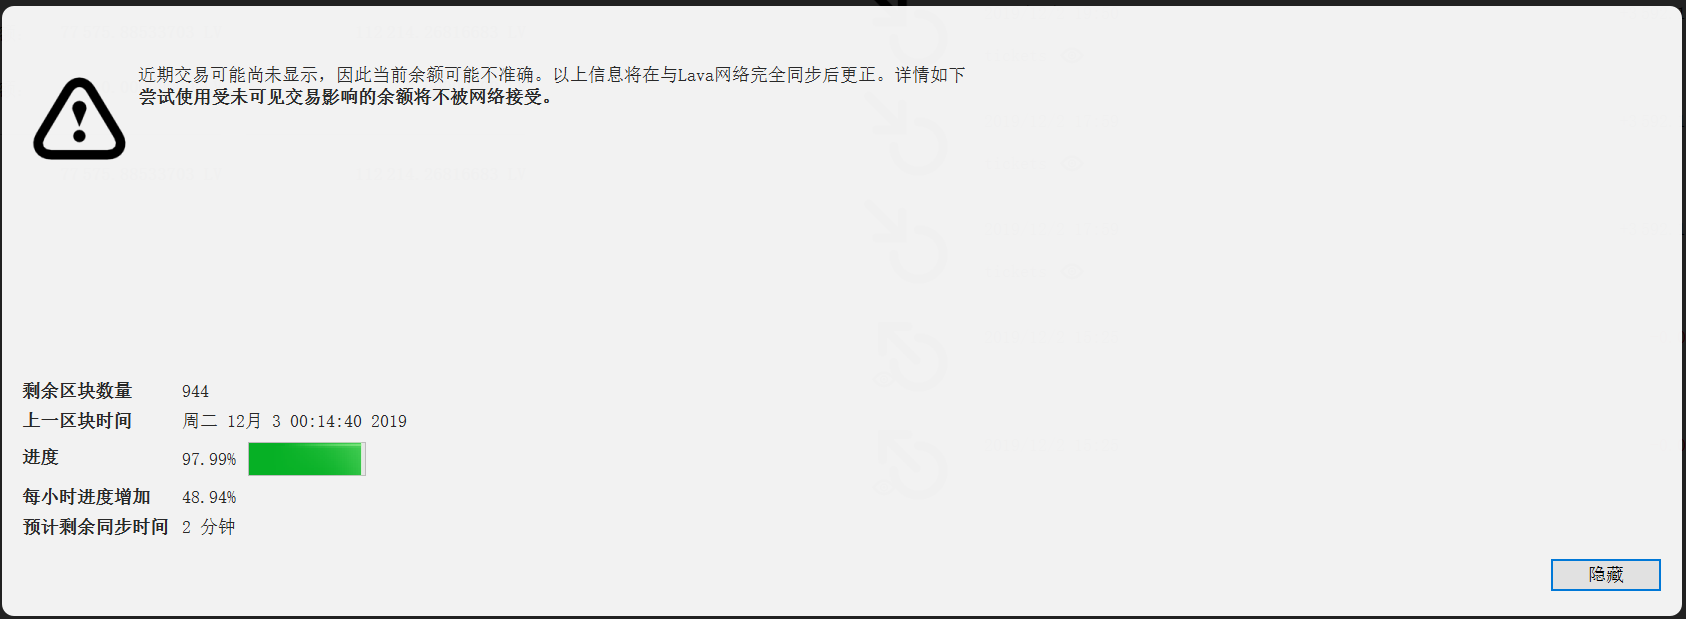 近期交易可能尚未显示，因此当前余额可能不准确。以上信息将在与Lava网络完全同步后更正。详情如下
尝试使用受未可见交易影响的余额将不被网络接受。
剩余区块数量 944
上一区块时间 周二 12月 3 00:14:40 2019
进度 97.99%
每小时进度增加 48.94%
预计剩余同步时间 2 分钟
隐藏